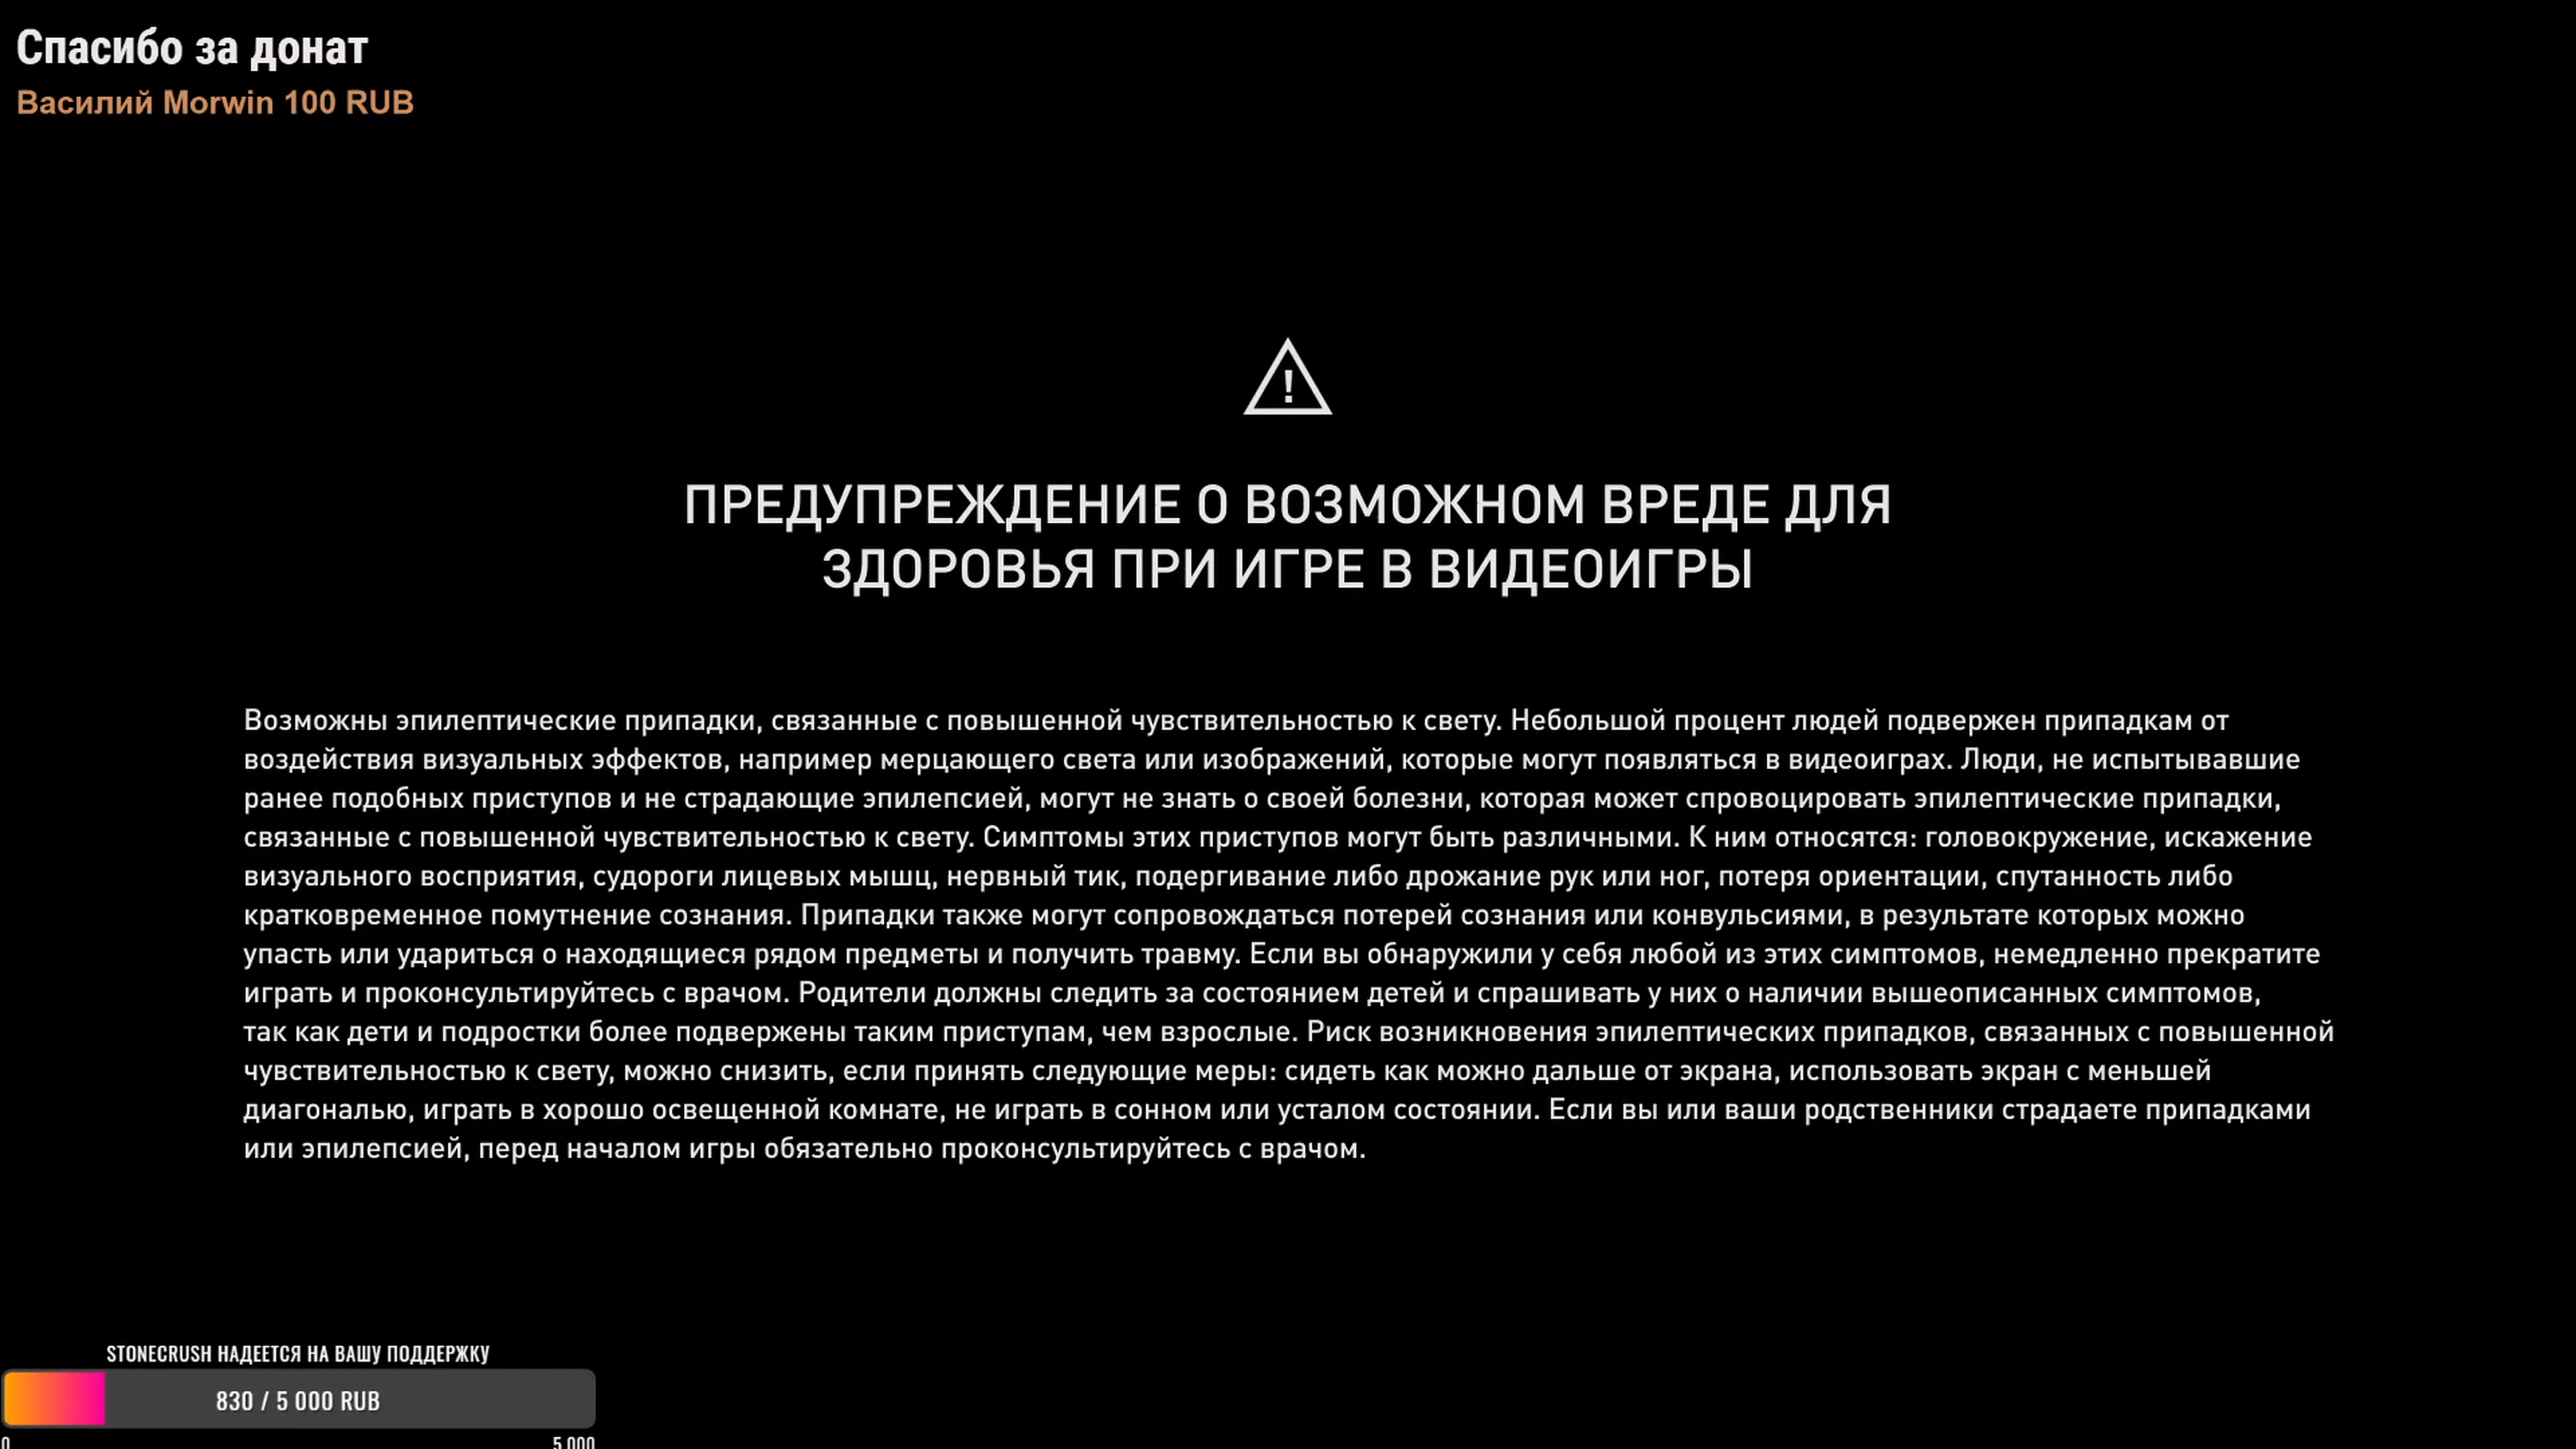 Спасибо за донат
Василий Morwin 100 RUB
!
ПРЕДУПРЕЖДЕНИЕ О ВОЗМОЖНОМ ВРЕДЕ ДЛЯ
ЗДОРОВЬЯ ПРИ ИГРЕ В ВИДЕОИГРЫ
Возможны эпилептические припадки, связанные с повышенной чувствительностью к свету. Небольшой процент людей подвержен припадкам от
воздействия визуальных эффектов, например мерцающего света или изображений, которые могут появляться в видеоиграх. Люди, не испытывавшие
ранее подобных приступов и не страдающие эпилепсией, могут не знать о своей болезни, которая может спровоцировать эпилептические припадки,
связанные с повышенной чувствительностью к свету. Симптомы этих приступов могут быть различными. К ним относятся: головокружение, искажение
визуального восприятия, судороги лицевых мышц, нервный тик, подергивание либо дрожание рук или ног, потеря ориентации, спутанность либо
кратковременное помутнение сознания. Припадки также могут сопровождаться потерей сознания или конвульсиями, в результате которых можно
упасть или удариться о находящиеся рядом предметы и получить травму. Если вы обнаружили у себя любой из этих симптомов, немедленно прекратите
играть и проконсультируйтесь с врачом. Родители должны следить за состоянием детей и спрашивать у них о наличии вышеописанных симптомов,
так как дети и подростки более подвержены таким приступам, чем взрослые. Риск возникновения эпилептических припадков, связанных с повышенной
чувствительностью к свету, можно снизить, если принять следующие меры: сидеть как можно дальше от экрана, использовать экран с меньшей
диагональю, играть в хорошо освещенной комнате, не играть в сонном или усталом состоянии. Если вы или ваши родственники страдаете припадками
или эпилепсией, перед началом игры обязательно проконсультируйтесь с врачом.
STONECRUSH НАДЕЕТСЯ НА ВАШУ ПОДДЕРЖКУ
830 / 5 000 RUB
0 5 000